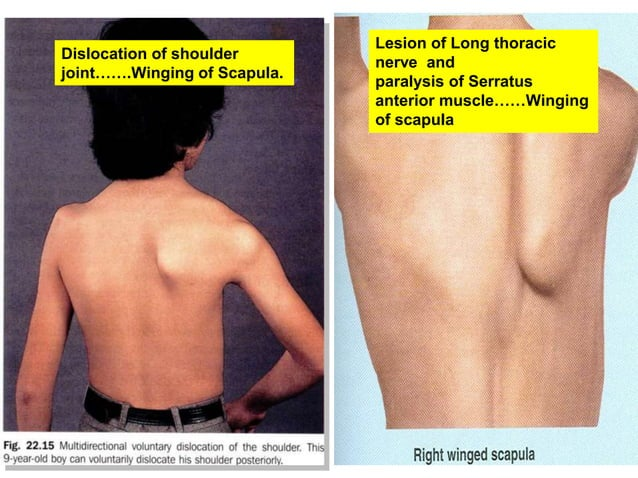 Dislocation of shoulder
joint…….Winging of Scapula.
Lesion of Long thoracic
nerve  and
paralysis of Serratus
anterior muscle……Winging
of scapula
Fig. 22.15 Multidirectional voluntary dislocation of the shoulder. This
9-year-old boy can voluntarily dislocate his shoulder posteriorly.
Right winged scapula